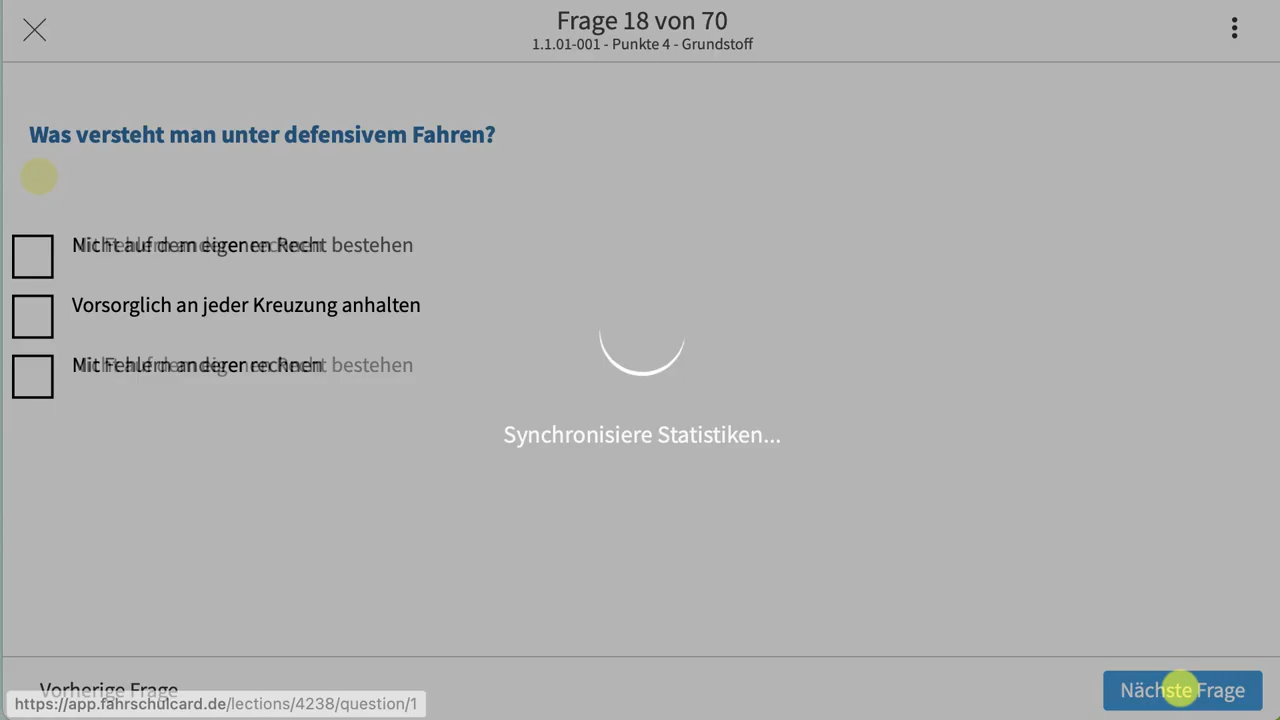 Frage 18 von 70
1.1.01-001 - Punkte 4 - Grundstoff
Was versteht man unter defensivem Fahren?
Nicht auf dem eigenen Recht bestehen
Vorsorglich an jeder Kreuzung anhalten
Mit Fehlern anderer rechnen
Synchronisiere Statistiken...
Vorherige Frage
Nächste Frage
https://app.fahrschulcard.de/lections/4238/question/1